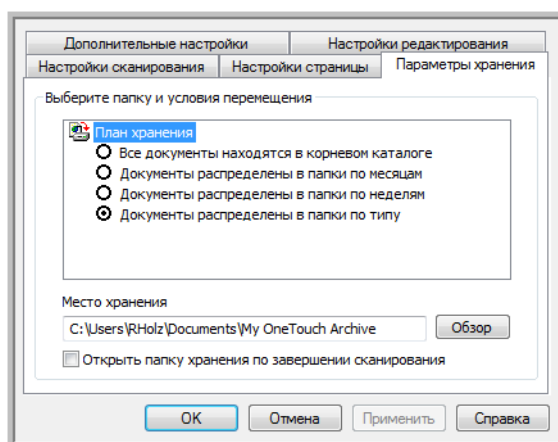 Дополнительные настройки
Настройки редактирования
Настройки сканирования
Настройки страницы
Параметры хранения
Выберите папку и условия перемещения
План хранения
Все документы находятся в корневом каталоге
Документы распределены в папки по месяцам
Документы распределены в папки по неделям
Документы распределены в папки по типу
Место хранения
C:\Users\RHolz\Documents\My OneTouch Archive
Обзор
Открыть папку хранения по завершении сканирования
OK
Отмена
Применить
Справка